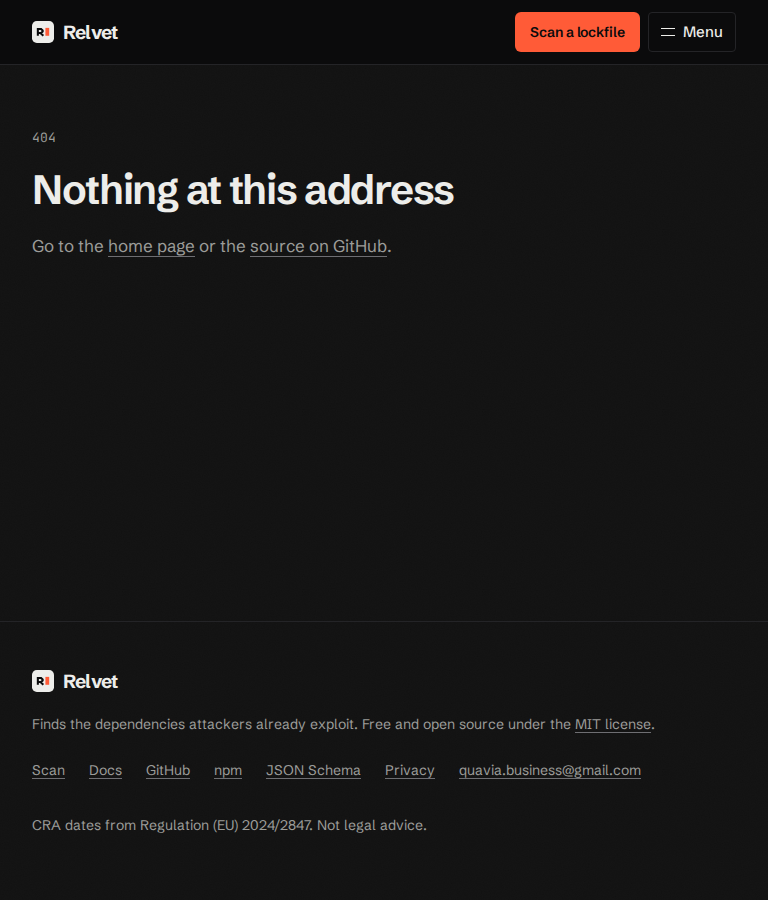 Relvet
Scan a lockfile
Menu
404
Nothing at this address
Go to the home page or the source on GitHub.
Relvet
Finds the dependencies attackers already exploit. Free and open source under the MIT license.
Scan Docs GitHub npm JSON Schema Privacy quavia.business@gmail.com
CRA dates from Regulation (EU) 2024/2847. Not legal advice.